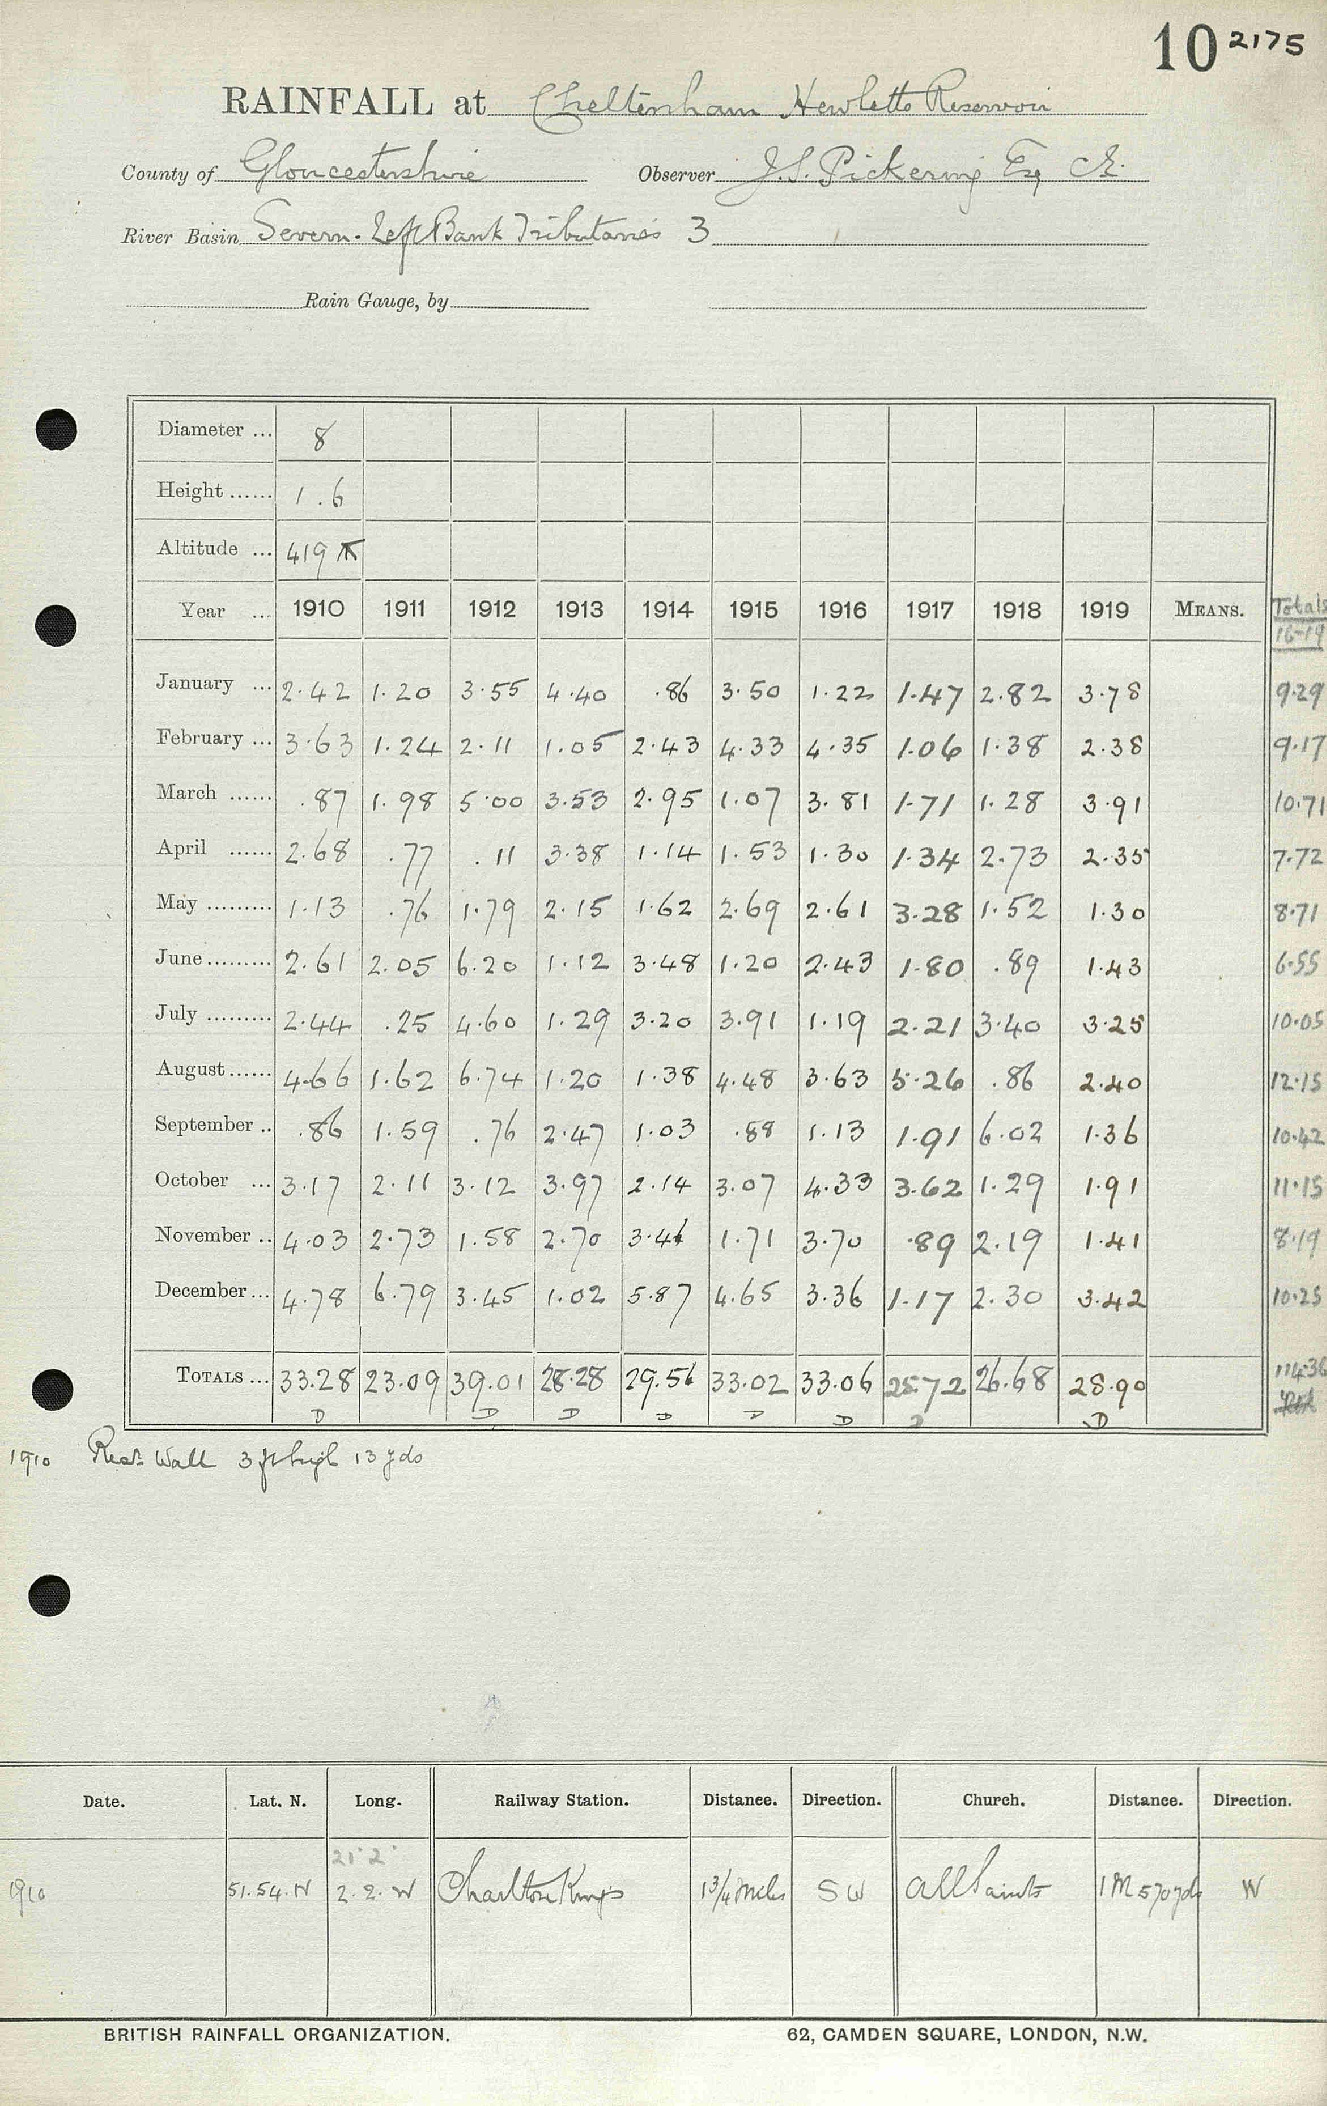 10 2175
RAINFALL at Cheltenham Hewletts Reservoir
County of Gloucestershire Observer J.S. Pickering Esq CE.
River Basin Severn. Left Bank Tributaries 3
Rain Gauge, by
Diameter ... 8
Height ...... 1.6
Altitude ... 419
Year ... 1910 1911 1912 1913 1914 1915 1916 1917 1918 1919 MEANS. Totals
16-19
January ... 2.42 1.20 3.55 4.40 .86 3.50 1.22 1.47 2.82 3.78 9.29
February ... 3.63 1.24 2.11 1.05 2.43 4.33 4.35 1.06 1.38 2.38 9.17
March ...... .87 1.98 5.00 3.53 2.95 1.07 3.81 1.71 1.28 3.91 10.71
April ...... 2.68 .77 .11 3.38 1.14 1.53 1.30 1.34 2.73 2.35 7.72
May ......... 1.13 .76 1.79 2.15 1.62 2.69 2.61 3.28 1.52 1.30 8.71
June ......... 2.61 2.05 6.20 1.12 3.48 1.20 2.43 1.80 .89 1.43 6.55
July ......... 2.44 .25 4.60 1.29 3.20 3.91 1.19 2.21 3.40 3.25 10.05
August ...... 4.66 1.62 6.74 1.20 1.38 4.48 3.63 5.26 .86 2.40 12.15
September .. .86 1.59 .76 2.47 1.03 .88 1.13 1.91 6.02 1.36 10.42
October ... 3.17 2.11 3.12 3.97 2.14 3.07 4.33 3.62 1.29 1.91 11.15
November .. 4.03 2.73 1.58 2.70 3.46 1.71 3.70 .89 2.19 1.41 8.19
December ... 4.78 6.79 3.45 1.02 5.87 4.65 3.36 1.17 2.30 3.42 10.25
TOTALS ... 33.28 23.09 39.01 28.28 29.56 33.02 33.06 25.72 26.68 28.90 114.36
D D D D D D D D
1910 Resr. Wall 3 ft high 13 yds
Date. Lat. N. Long. Railway Station. Distance. Direction. Church. Distance. Direction.
21' 2"
1910 51.54.N 2.2.W Charlton Kings 1 3/4 miles SW All Saints 1 M 570 yds W
BRITISH RAINFALL ORGANIZATION. 62, CAMDEN SQUARE, LONDON, N.W.